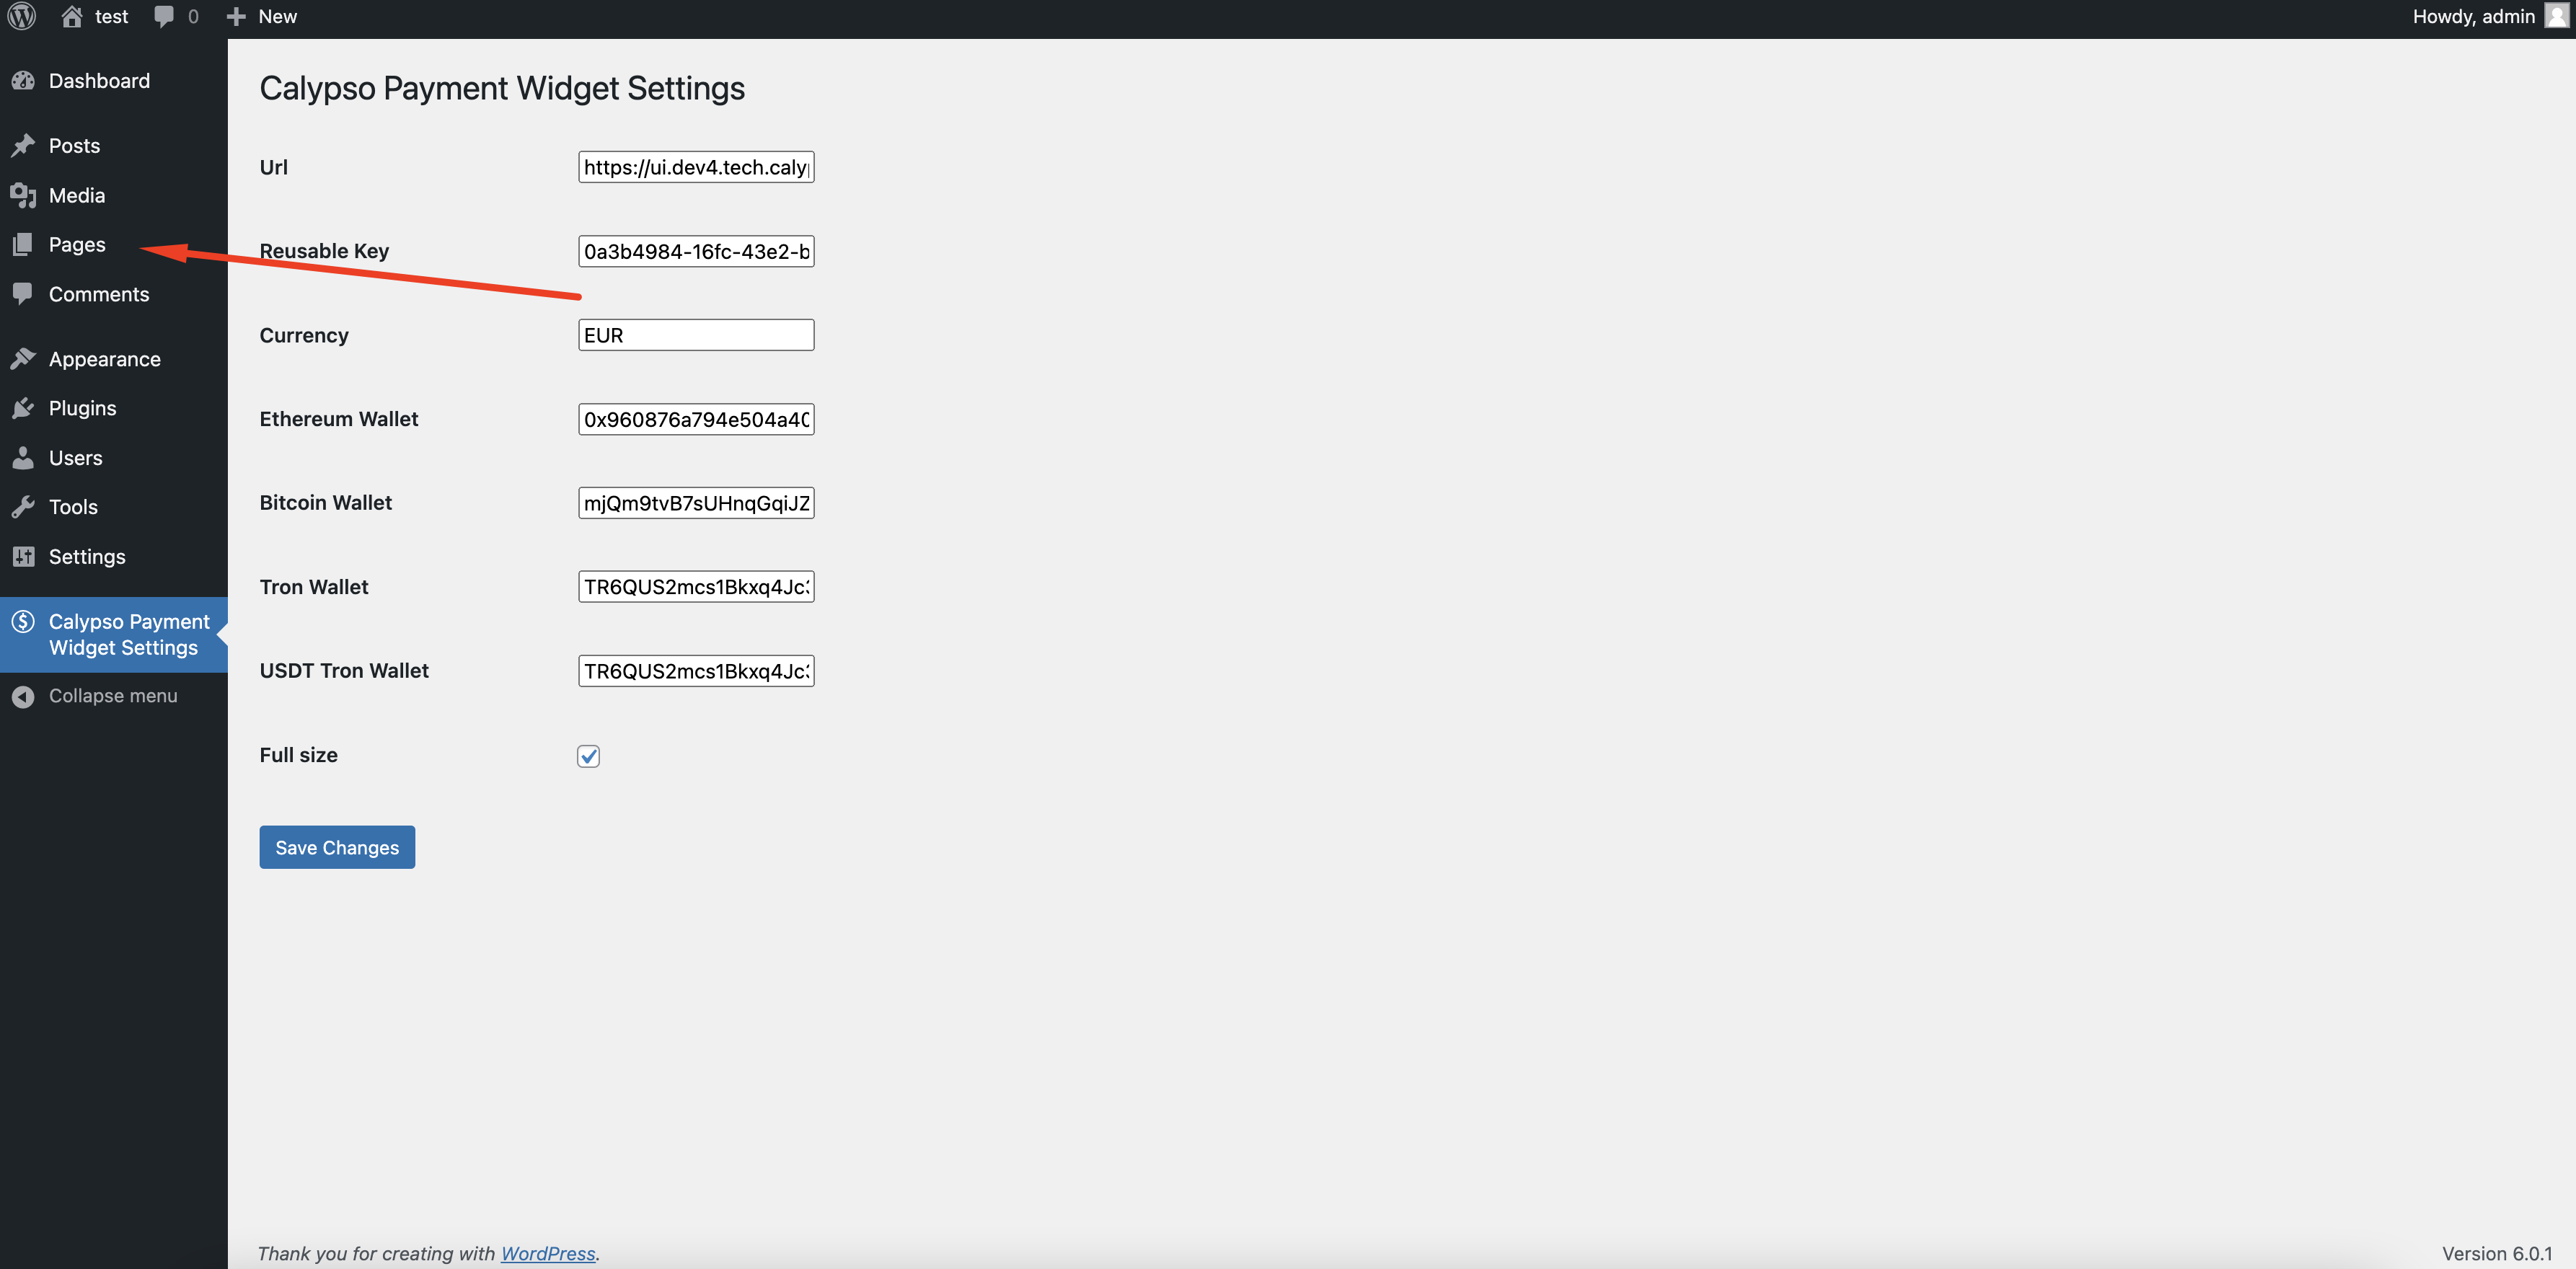 test
0
New
Howdy, admin
Dashboard
Posts
Media
Pages
Comments
Appearance
Plugins
Users
Tools
Settings
Calypso Payment
Widget Settings
Collapse menu
Calypso Payment Widget Settings
Url
https://ui.dev4.tech.caly
Reusable Key
0a3b4984-16fc-43e2-b
Currency
EUR
Ethereum Wallet
0x960876a794e504a4
Bitcoin Wallet
mjQm9tvB7sUHnqGqiJZ
Tron Wallet
TR6QUS2mcs1Bkxq4Jc
USDT Tron Wallet
TR6QUS2mcs1Bkxq4Jc
Full size
Save Changes
Thank you for creating with WordPress.
Version 6.0.1